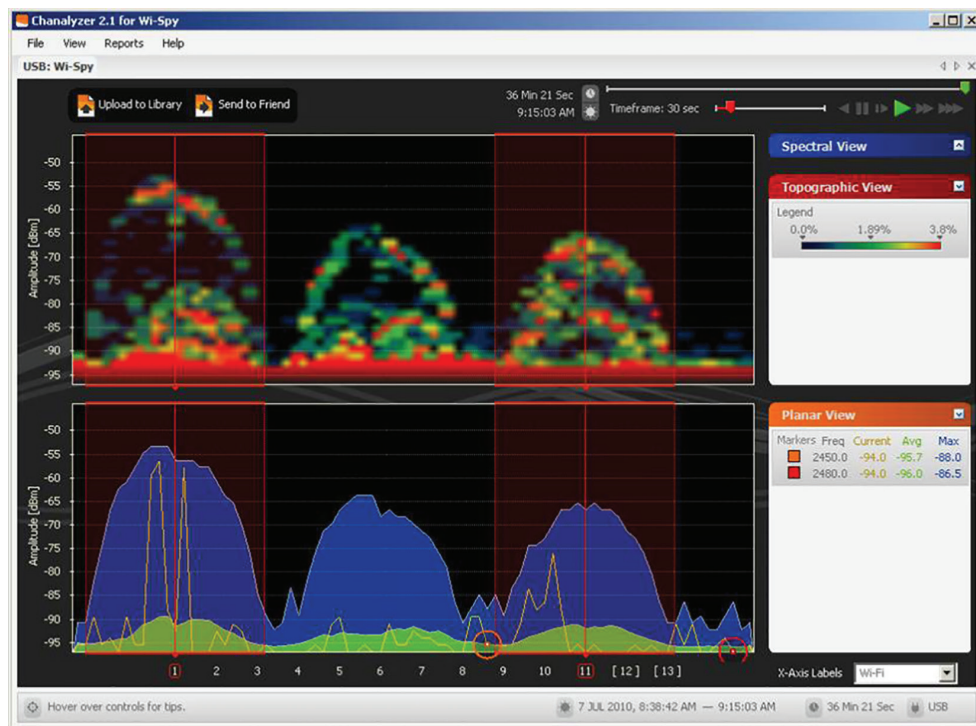 Chanalyzer 2.1 for Wi-Spy
File View Reports Help
USB: Wi-Spy
Upload to Library Send to Friend
36 Min 21 Sec
9:15:03 AM
Timeframe: 30 sec
-50
-55
-60
-65
-70
-75
-80
-85
-90
-95
Amplitude [dBm]
Spectral View
Topographic View
Legend
0.0% 1.89% 3.8%
-50
-55
-60
-65
-70
-75
-80
-85
-90
-95
Amplitude [dBm]
1 2 3 4 5 6 7 8 9 10 11 [12] [13]
Planar View
Markers Freq Current Avg Max
2450.0 -94.0 -95.7 -88.0
2480.0 -94.0 -96.0 -86.5
X-Axis Labels Wi-Fi
Hover over controls for tips.
7 JUL 2010, 8:38:42 AM — 9:15:03 AM
36 Min 21 Sec
USB